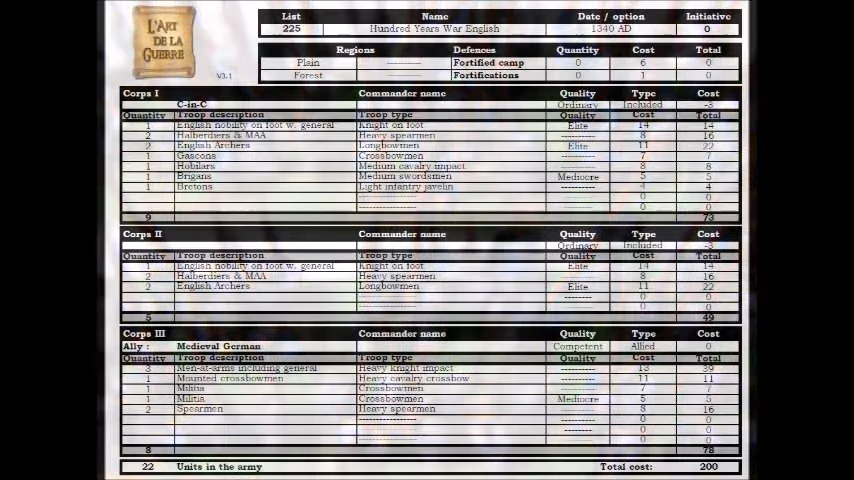 L'ART
DE LA
GUERRE
V3.1
List Name Date / option Initiative
225 Hundred Years War English 1340 AD 0
Regions Defences Quantity Cost Total
Plain ---------- Fortified camp 0 6 0
Forest ---------- Fortifications 0 1 0
Corps I Commander name Quality Type Cost
C-in-C Ordinary Included -3
Quantity Troop description Troop type Quality Cost Total
1 English nobility on foot w. general Knight on foot Elite 14 14
2 Halberdiers & MAA Heavy spearmen ---------- 8 16
2 English Archers Longbowmen Elite 11 22
1 Gascons Crossbowmen ---------- 7 7
1 Hobilars Medium cavalry impact ---------- 8 8
1 Brigans Medium swordsmen Mediocre 5 5
1 Bretons Light infantry javelin ---------- 4 4
----------------- -------- 0 0
----------------- -------- 0 0
9 73
Corps II Commander name Quality Type Cost
Ordinary Included -3
Quantity Troop description Troop type Quality Cost Total
1 English nobility on foot w. general Knight on foot Elite 14 14
2 Halberdiers & MAA Heavy spearmen ---------- 8 16
2 English Archers Longbowmen Elite 11 22
----------------- -------- 0 0
----------------- -------- 0 0
5 49
Corps III Commander name Quality Type Cost
Ally : Medieval German Competent Allied 0
Quantity Troop description Troop type Quality Cost Total
3 Men-at-arms including general Heavy knight impact ---------- 13 39
1 Mounted crossbowmen Heavy cavalry crossbow ---------- 11 11
1 Militia Crossbowmen ---------- 7 7
1 Militia Crossbowmen Mediocre 5 5
2 Spearmen Heavy spearmen ---------- 8 16
----------------- -------- 0 0
----------------- -------- 0 0
----------------- -------- 0 0
8 78
22 Units in the army Total cost: 200